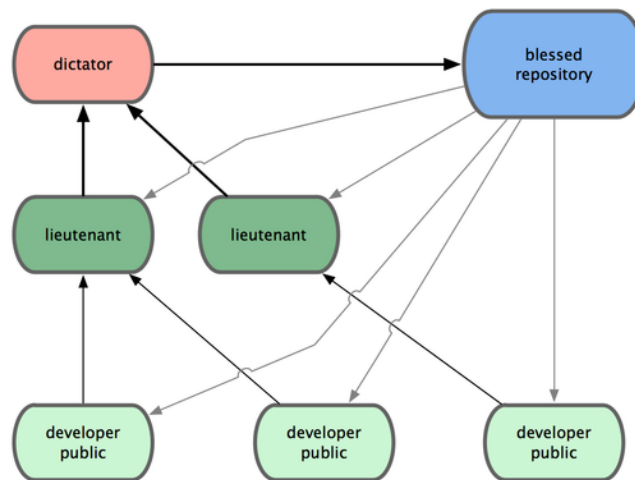 dictator
blessed
repository
lieutenant
lieutenant
developer
public
developer
public
developer
public